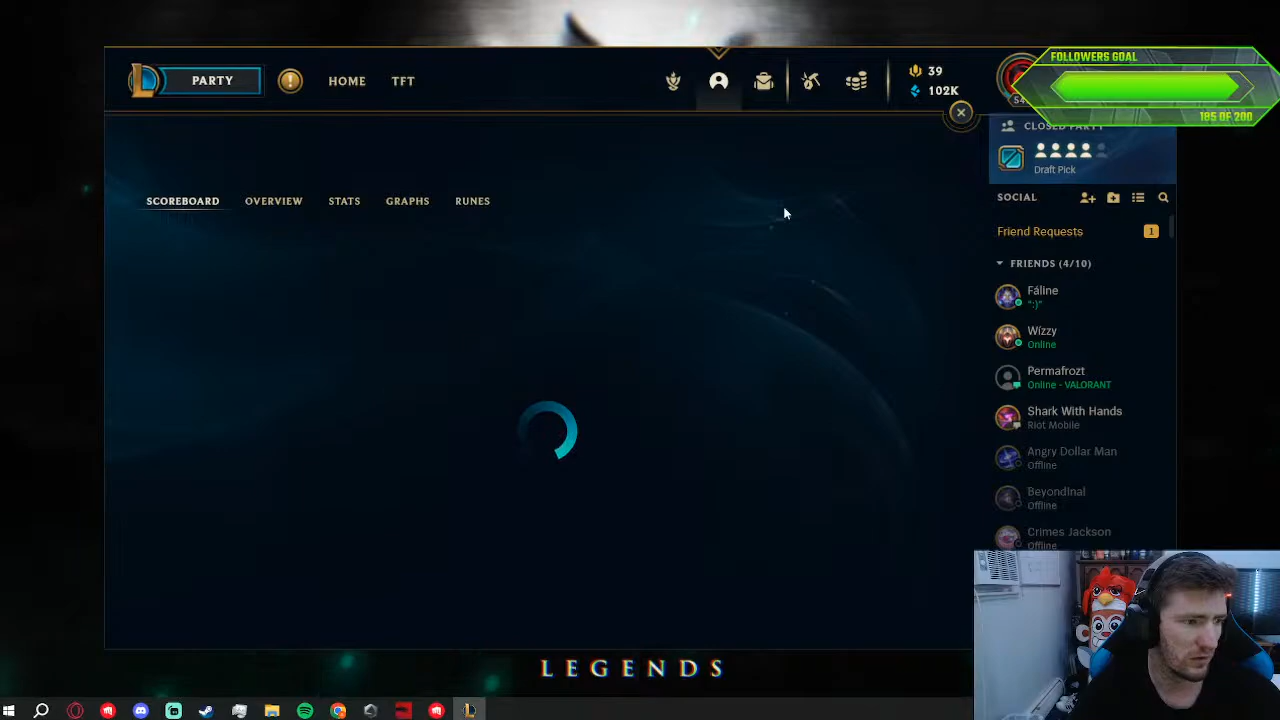 FOLLOWERS GOAL
185 OF 200
PARTY
HOME
TFT
39
102K
CLOSED PARTY
Draft Pick
SOCIAL
SCOREBOARD
OVERVIEW
STATS
GRAPHS
RUNES
Friend Requests
1
FRIENDS (4/10)
Fáline
":)"
Wízzy
Online
Permafrozt
Online - VALORANT
Shark With Hands
Riot Mobile
Angry Dollar Man
Offline
BeyondInal
Offline
Crimes Jackson
Offline
LEGENDS